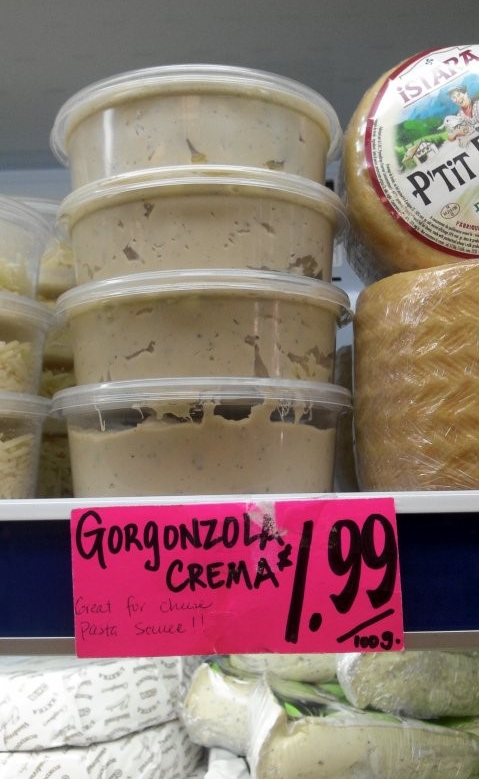 ISTARA
P'TiT
GORGONZOLA
CREMA*
1.99
/100g.
Great for cheese
Pasta Sauce!!